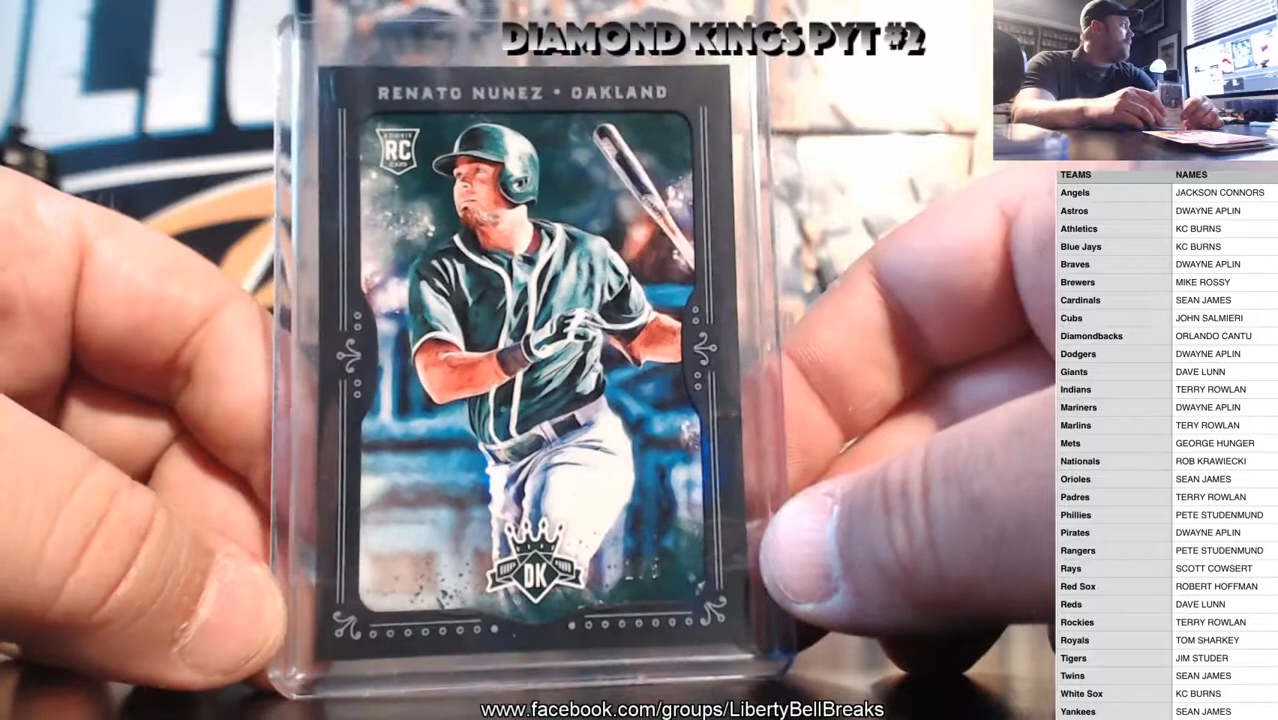 DIAMOND KINGS PYT #2
RENATO NUNEZ • OAKLAND
ROOKIE
RC
CARD
DK
www.facebook.com/groups/LibertyBellBreaks
TEAMS NAMES
Angels JACKSON CONNORS
Astros DWAYNE APLIN
Athletics KC BURNS
Blue Jays KC BURNS
Braves DWAYNE APLIN
Brewers MIKE ROSSY
Cardinals SEAN JAMES
Cubs JOHN SALMIERI
Diamondbacks ORLANDO CANTU
Dodgers DWAYNE APLIN
Giants DAVE LUNN
Indians TERRY ROWLAN
Mariners DWAYNE APLIN
Marlins TERY ROWLAN
Mets GEORGE HUNGER
Nationals ROB KRAWIECKI
Orioles SEAN JAMES
Padres TERRY ROWLAN
Phillies PETE STUDENMUND
Pirates DWAYNE APLIN
Rangers PETE STUDENMUND
Rays SCOTT COWSERT
Red Sox ROBERT HOFFMAN
Reds DAVE LUNN
Rockies TERRY ROWLAN
Royals TOM SHARKEY
Tigers JIM STUDER
Twins SEAN JAMES
White Sox KC BURNS
Yankees SEAN JAMES